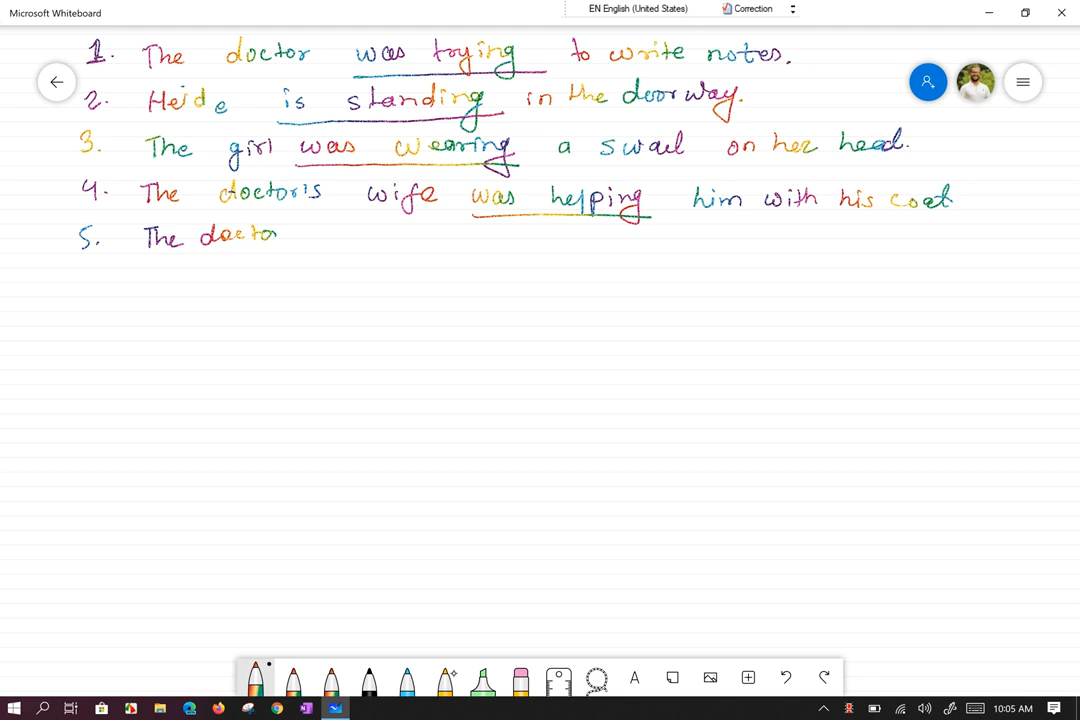 Microsoft Whiteboard
EN English (United States) Correction
1. The doctor was trying to write notes.
2. Heide is standing in the doorway.
3. The girl was wearing a swail on her head.
4. The doctor's wife was helping him with his coat
5. The docto
A
10:05 AM